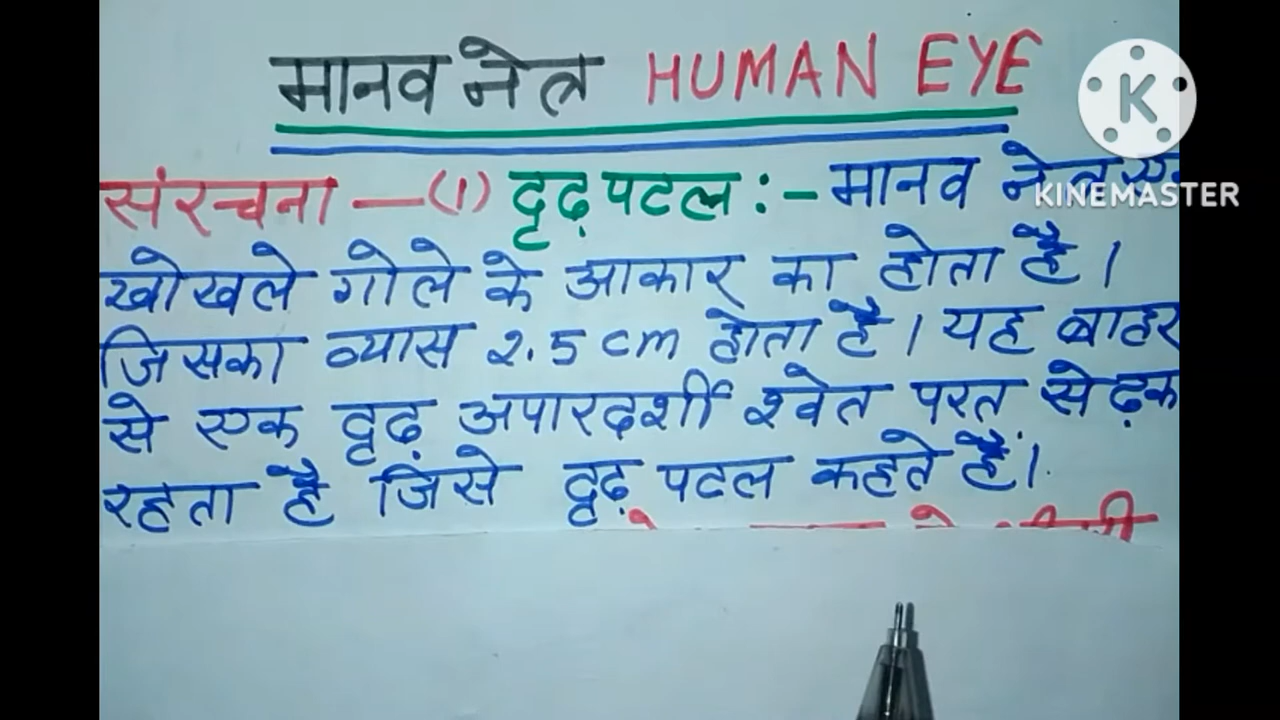 मानव नेत्र HUMAN EYE
संरचना —(1) दृढ़ पटल :- मानव नेत्र एक
खोखले गोले के आकार का होता है।
जिसका व्यास 2.5 cm होता है। यह बाहर
से एक दृढ़ अपारदर्शी श्वेत परत से ढ़का
रहता है जिसे दृढ़ पटल कहते हैं।
K
KINEMASTER